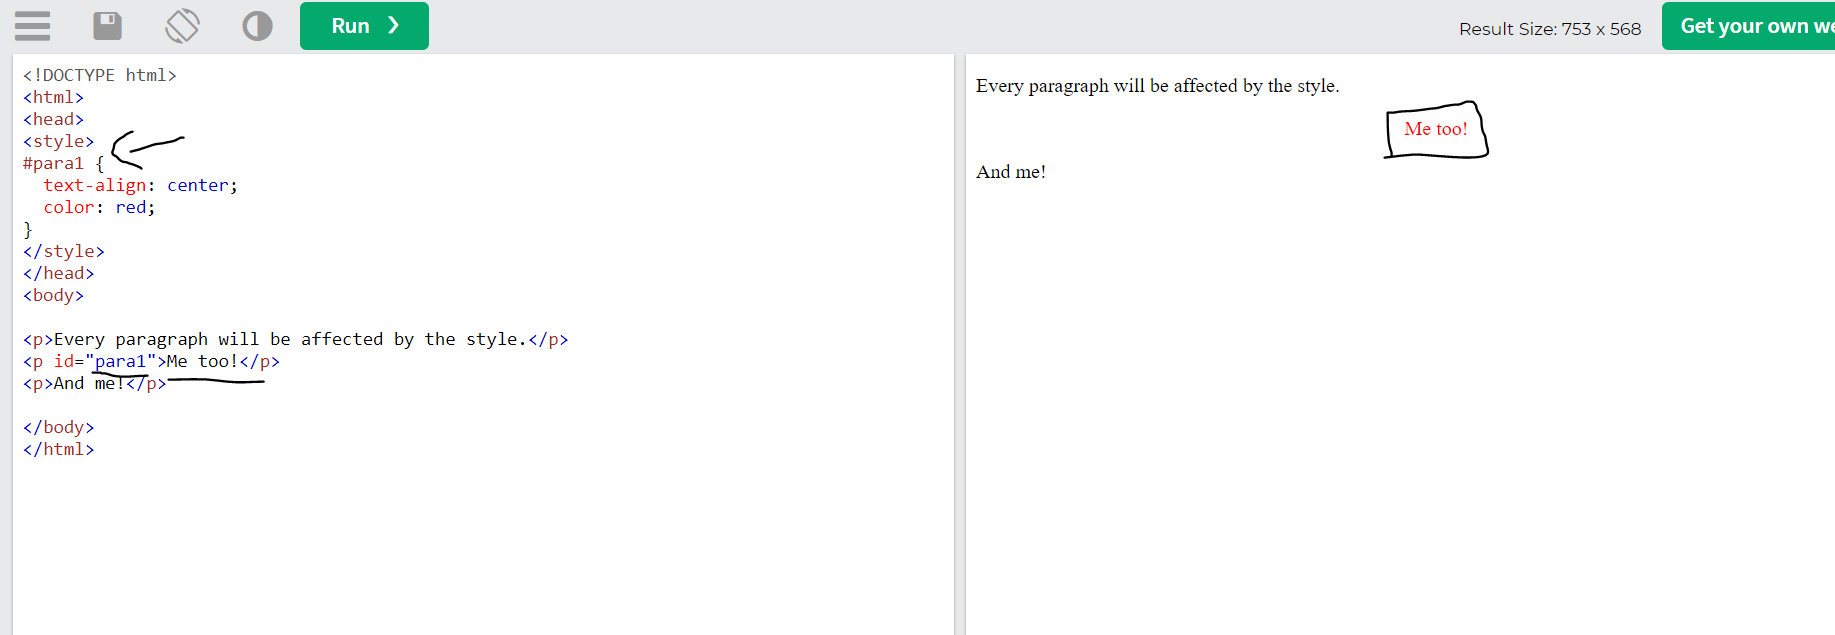 Run ❯
Result Size: 753 x 568
Get your own we
<!DOCTYPE html>
<html>
<head>
<style>
#para1 {
  text-align: center;
  color: red;
}
</style>
</head>
<body>

<p>Every paragraph will be affected by the style.</p>
<p id="para1">Me too!</p>
<p>And me!</p>

</body>
</html>
Every paragraph will be affected by the style.
Me too!
And me!